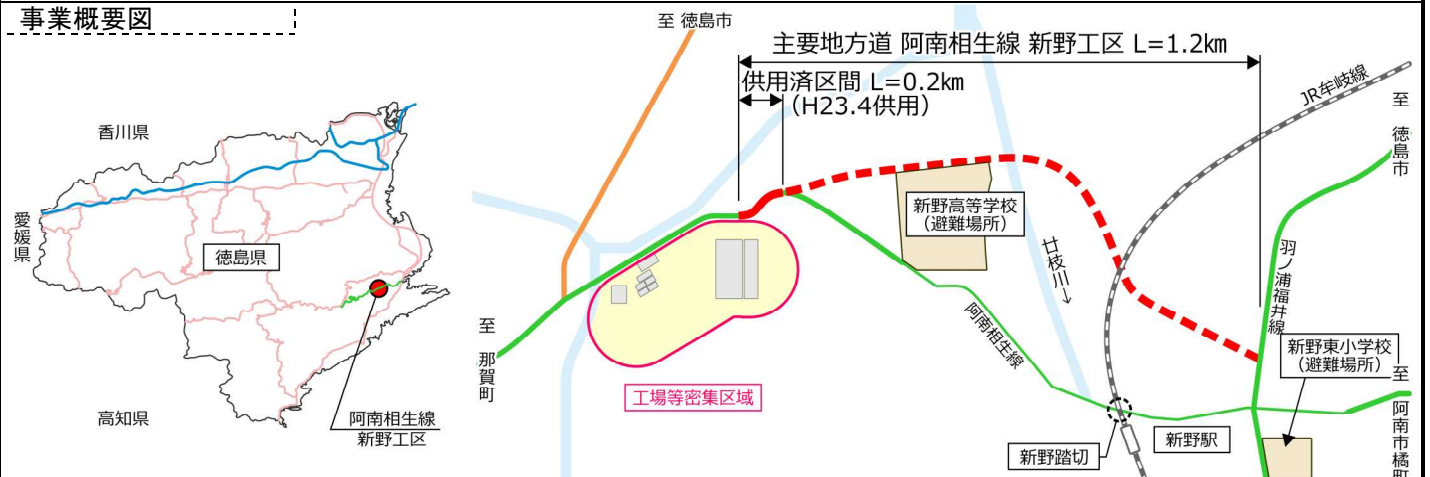 事業概要図
香川県
愛媛県
徳島県
高知県
阿南相生線
新野工区
至 徳島市
主要地方道 阿南相生線 新野工区 L=1.2㎞
供用済区間 L=0.2㎞
（H23.4供用）
JR牟岐線
至 徳島市
新野高等学校
（避難場所）
廿枝川→
羽ノ浦福井線
阿南相生線
至 那賀町
工場等密集区域
新野東小学校
（避難場所）
新野踏切
新野駅
至 阿南市橘町